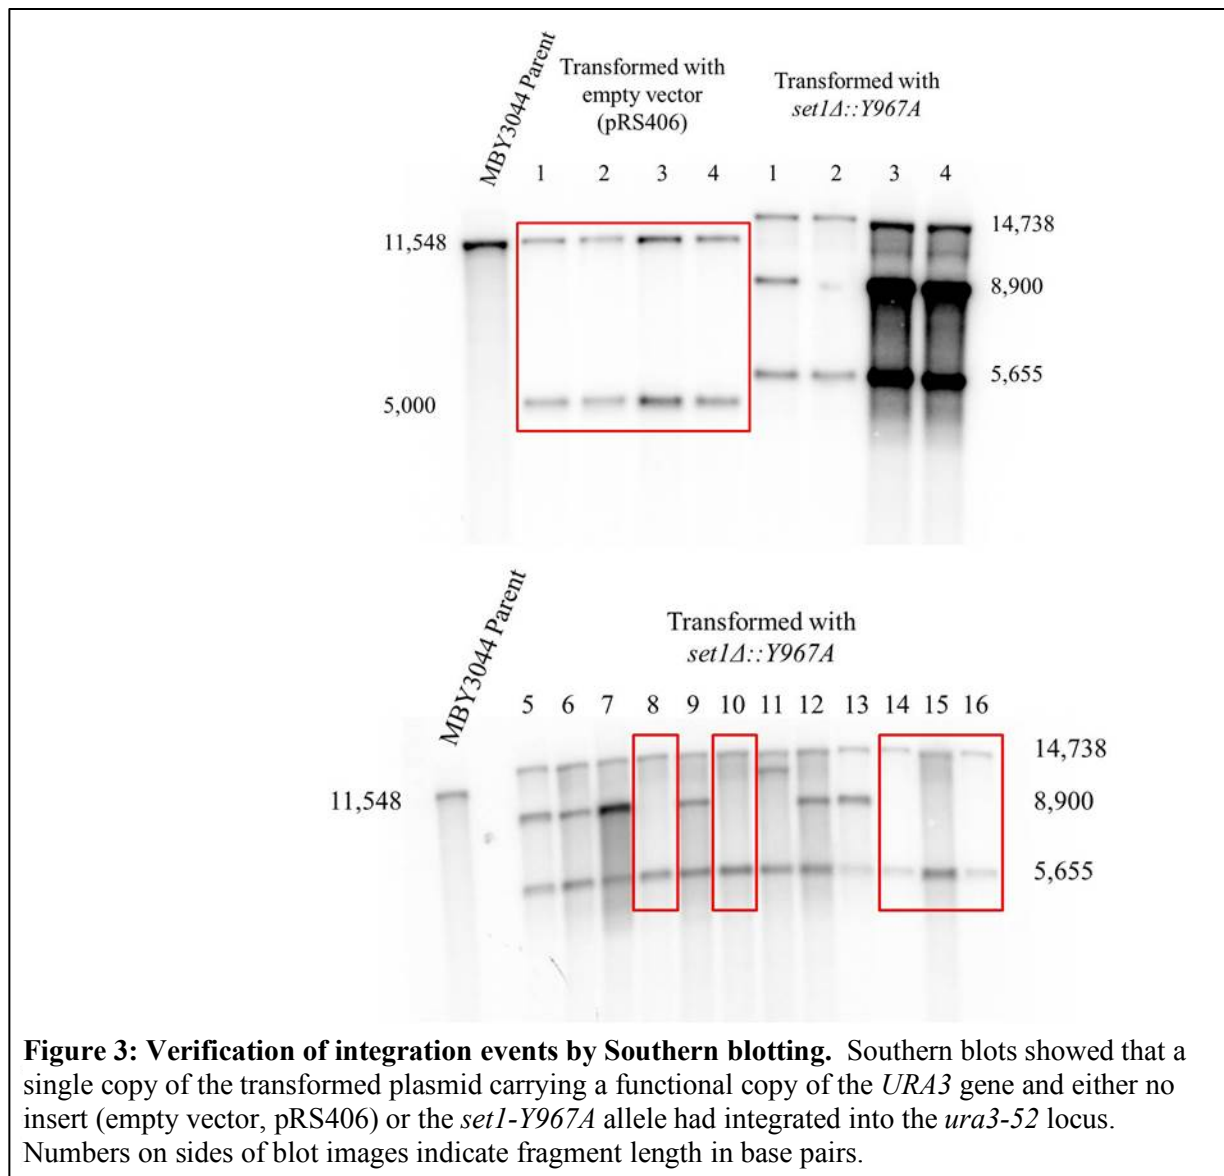 MBY3044 Parent
Transformed with
empty vector
(pRS406)
Transformed with
set1Δ::Y967A
1 2 3 4 1 2 3 4
11,548
5,000
14,738
8,900
5,655
MBY3044 Parent
Transformed with
set1Δ::Y967A
5 6 7 8 9 10 11 12 13 14 15 16
11,548
14,738
8,900
5,655
Figure 3: Verification of integration events by Southern blotting. Southern blots showed that a
single copy of the transformed plasmid carrying a functional copy of the URA3 gene and either no
insert (empty vector, pRS406) or the set1-Y967A allele had integrated into the ura3-52 locus.
Numbers on sides of blot images indicate fragment length in base pairs.